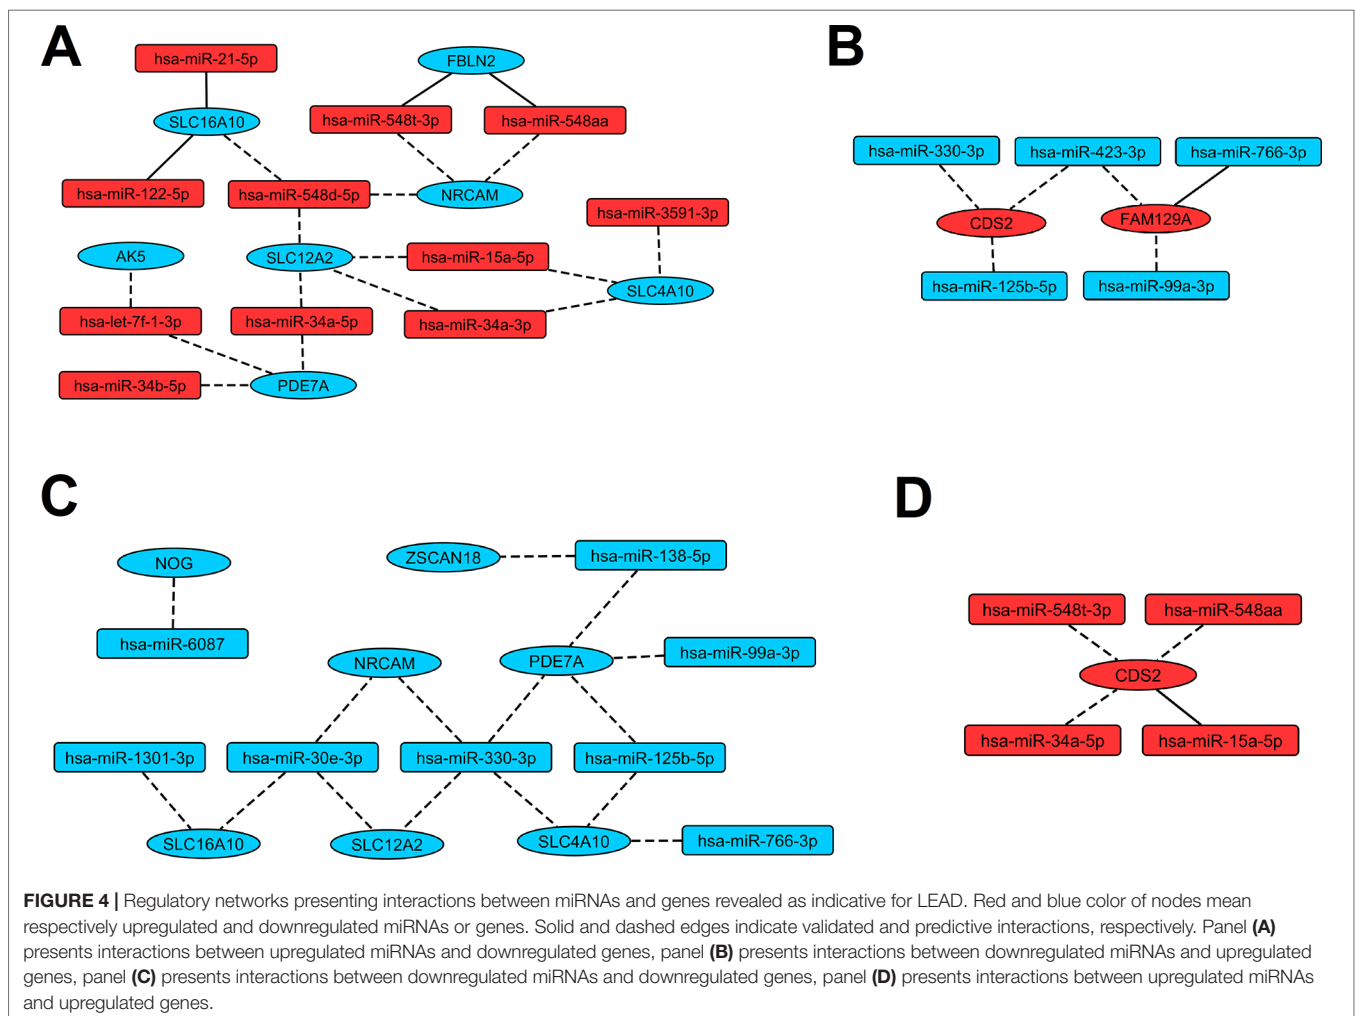 A
hsa-miR-21-5p
FBLN2
SLC16A10
hsa-miR-548t-3p
hsa-miR-548aa
hsa-miR-122-5p
hsa-miR-548d-5p
NRCAM
hsa-miR-3591-3p
AK5
SLC12A2
hsa-miR-15a-5p
SLC4A10
hsa-let-7f-1-3p
hsa-miR-34a-5p
hsa-miR-34a-3p
hsa-miR-34b-5p
PDE7A
B
hsa-miR-330-3p
hsa-miR-423-3p
hsa-miR-766-3p
CDS2
FAM129A
hsa-miR-125b-5p
hsa-miR-99a-3p
C
NOG
ZSCAN18
hsa-miR-138-5p
hsa-miR-6087
NRCAM
PDE7A
hsa-miR-99a-3p
hsa-miR-1301-3p
hsa-miR-30e-3p
hsa-miR-330-3p
hsa-miR-125b-5p
SLC16A10
SLC12A2
SLC4A10
hsa-miR-766-3p
D
hsa-miR-548t-3p
hsa-miR-548aa
CDS2
hsa-miR-34a-5p
hsa-miR-15a-5p
FIGURE 4 | Regulatory networks presenting interactions between miRNAs and genes revealed as indicative for LEAD. Red and blue color of nodes mean
respectively upregulated and downregulated miRNAs or genes. Solid and dashed edges indicate validated and predictive interactions, respectively. Panel (A)
presents interactions between upregulated miRNAs and downregulated genes, panel (B) presents interactions between downregulated miRNAs and upregulated
genes, panel (C) presents interactions between downregulated miRNAs and downregulated genes, panel (D) presents interactions between upregulated miRNAs
and upregulated genes.